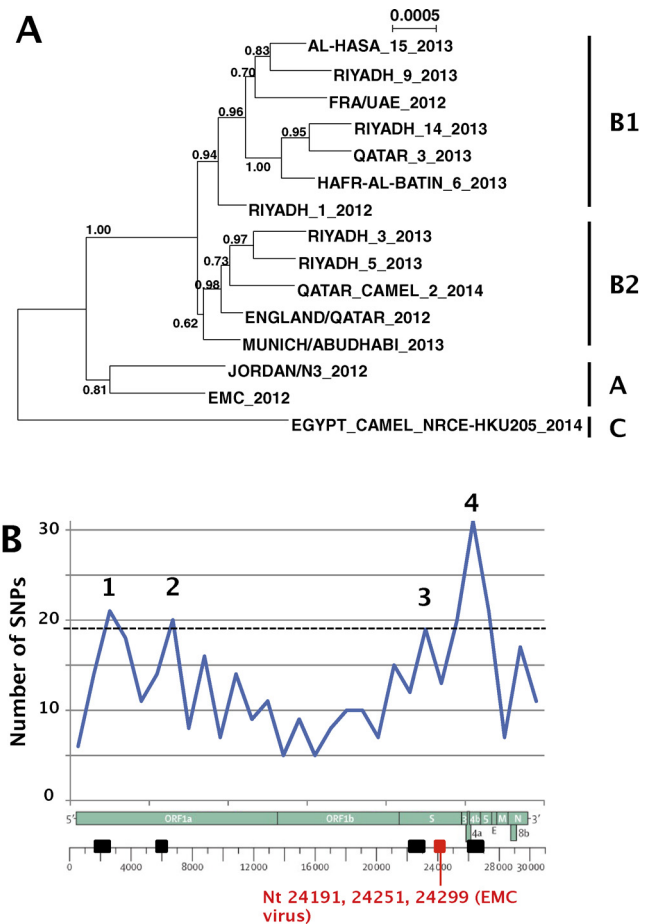 A
0.0005
0.83
AL-HASA_15_2013
0.70
RIYADH_9_2013
FRA/UAE_2012
0.96
0.95
RIYADH_14_2013
B1
QATAR_3_2013
0.94
1.00
HAFR-AL-BATIN_6_2013
RIYADH_1_2012
1.00
0.97
RIYADH_3_2013
0.73
RIYADH_5_2013
0.98
QATAR_CAMEL_2_2014
B2
ENGLAND/QATAR_2012
0.62
MUNICH/ABUDHABI_2013
JORDAN/N3_2012
0.81
EMC_2012
A
EGYPT_CAMEL_NRCE-HKU205_2014
C
B
Number of SNPs
30
20
10
0
1
2
3
4
5'
ORF1a
ORF1b
S
3
4b
5
M
N
3'
4a
E
8b
0 4000 8000 12000 16000 20000 24000 26000 30000
Nt 24191, 24251, 24299 (EMC
virus)